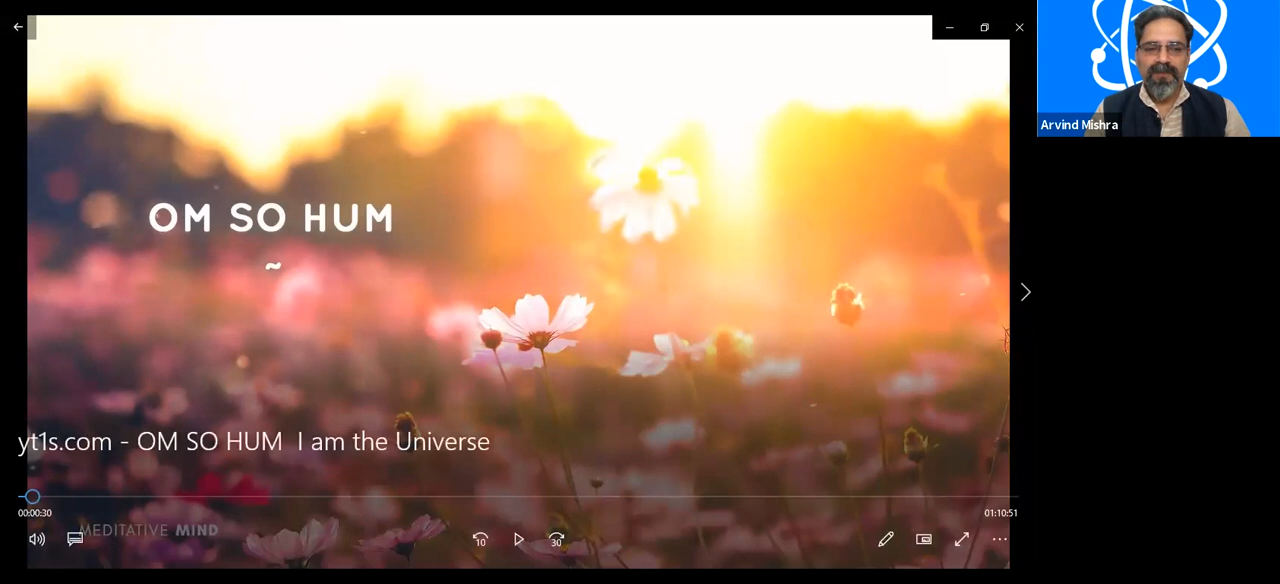 Arvind Mishra
OM SO HUM
~
yt1s.com - OM SO HUM I am the Universe
00:00:30
01:10:51
MEDITATIVE MIND
10
30